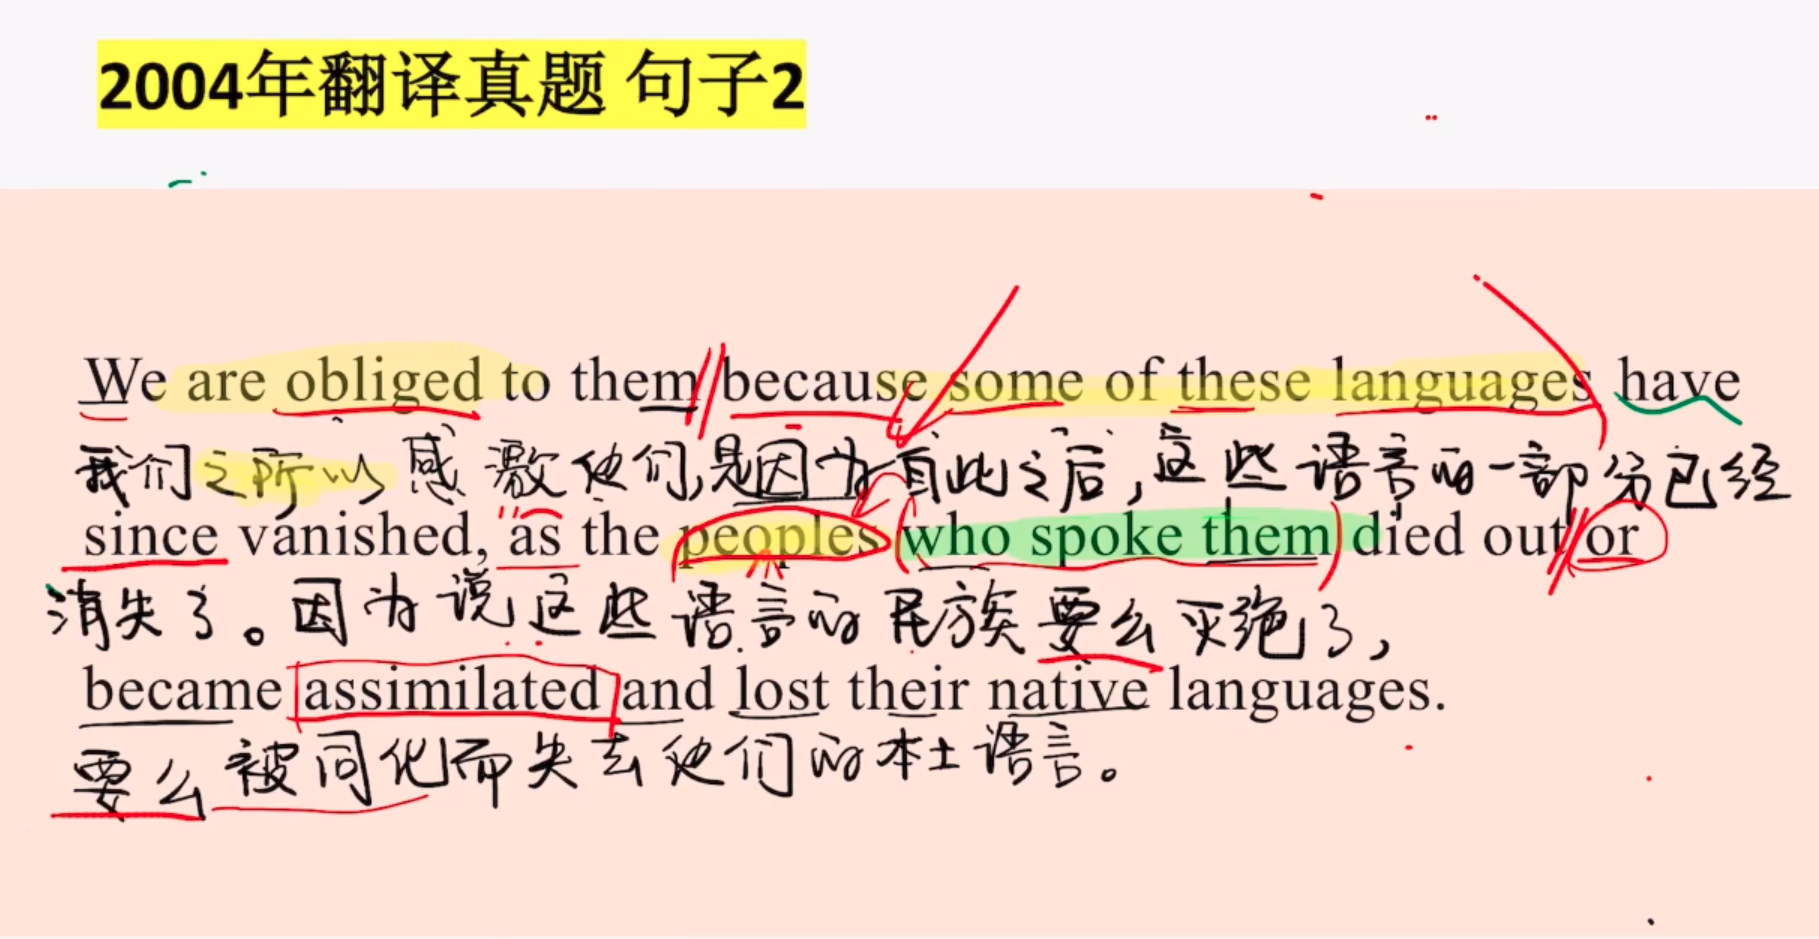 2004年翻译真题 句子2
We are obliged to them because some of these languages have
我们之所以感激他们,是因为自此之后,这些语言的一部分已经
since vanished, as the peoples who spoke them died out or
消失了。因为说这些语言的民族要么灭绝了,
became assimilated and lost their native languages.
要么被同化而失去他们的本土语言。